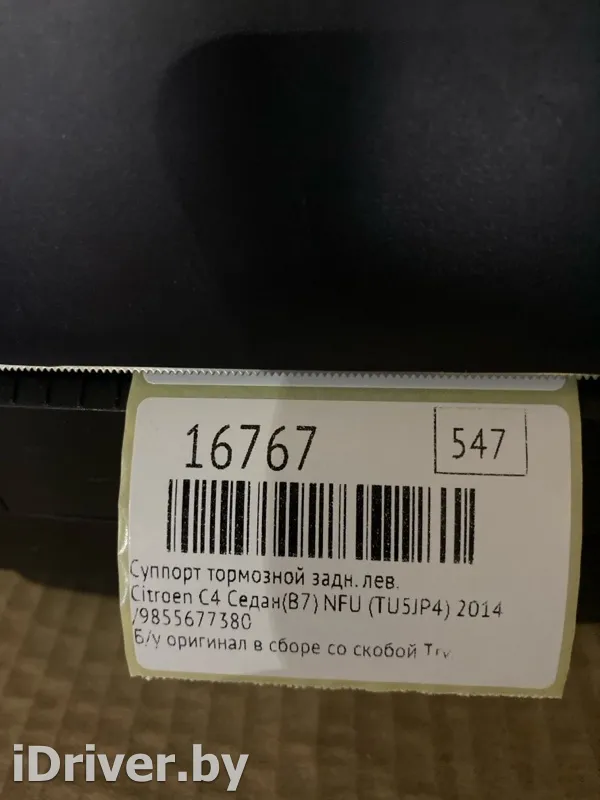 16767
547
Суппорт тормозной задн. лев.
Citroen C4 Седан(B7) NFU (TU5JP4) 2014
/9855677380
Б/у оригинал в сборе со скобой
iDriver.by